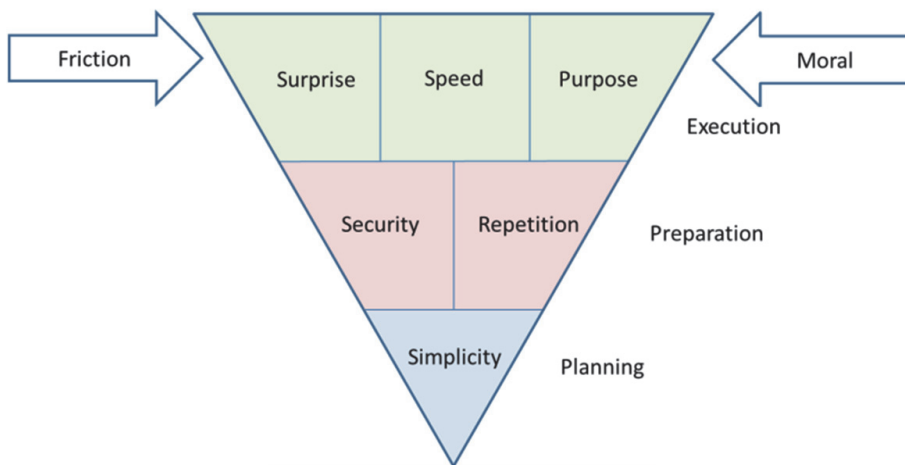 Friction
Surprise
Speed
Purpose
Moral
Execution
Security
Repetition
Preparation
Simplicity
Planning